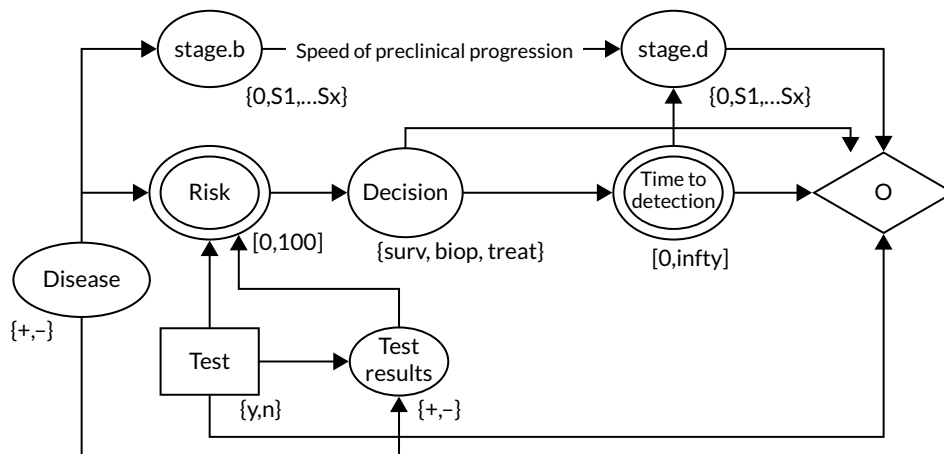 stage.b
Speed of preclinical progression
stage.d
{0,S1,...Sx}
{0,S1,...Sx}
Risk
Decision
Time to
detection
O
[0,100]
{surv, biop, treat}
[0,infty]
Disease
{+,–}
Test
Test
results
{y,n}
{+,–}